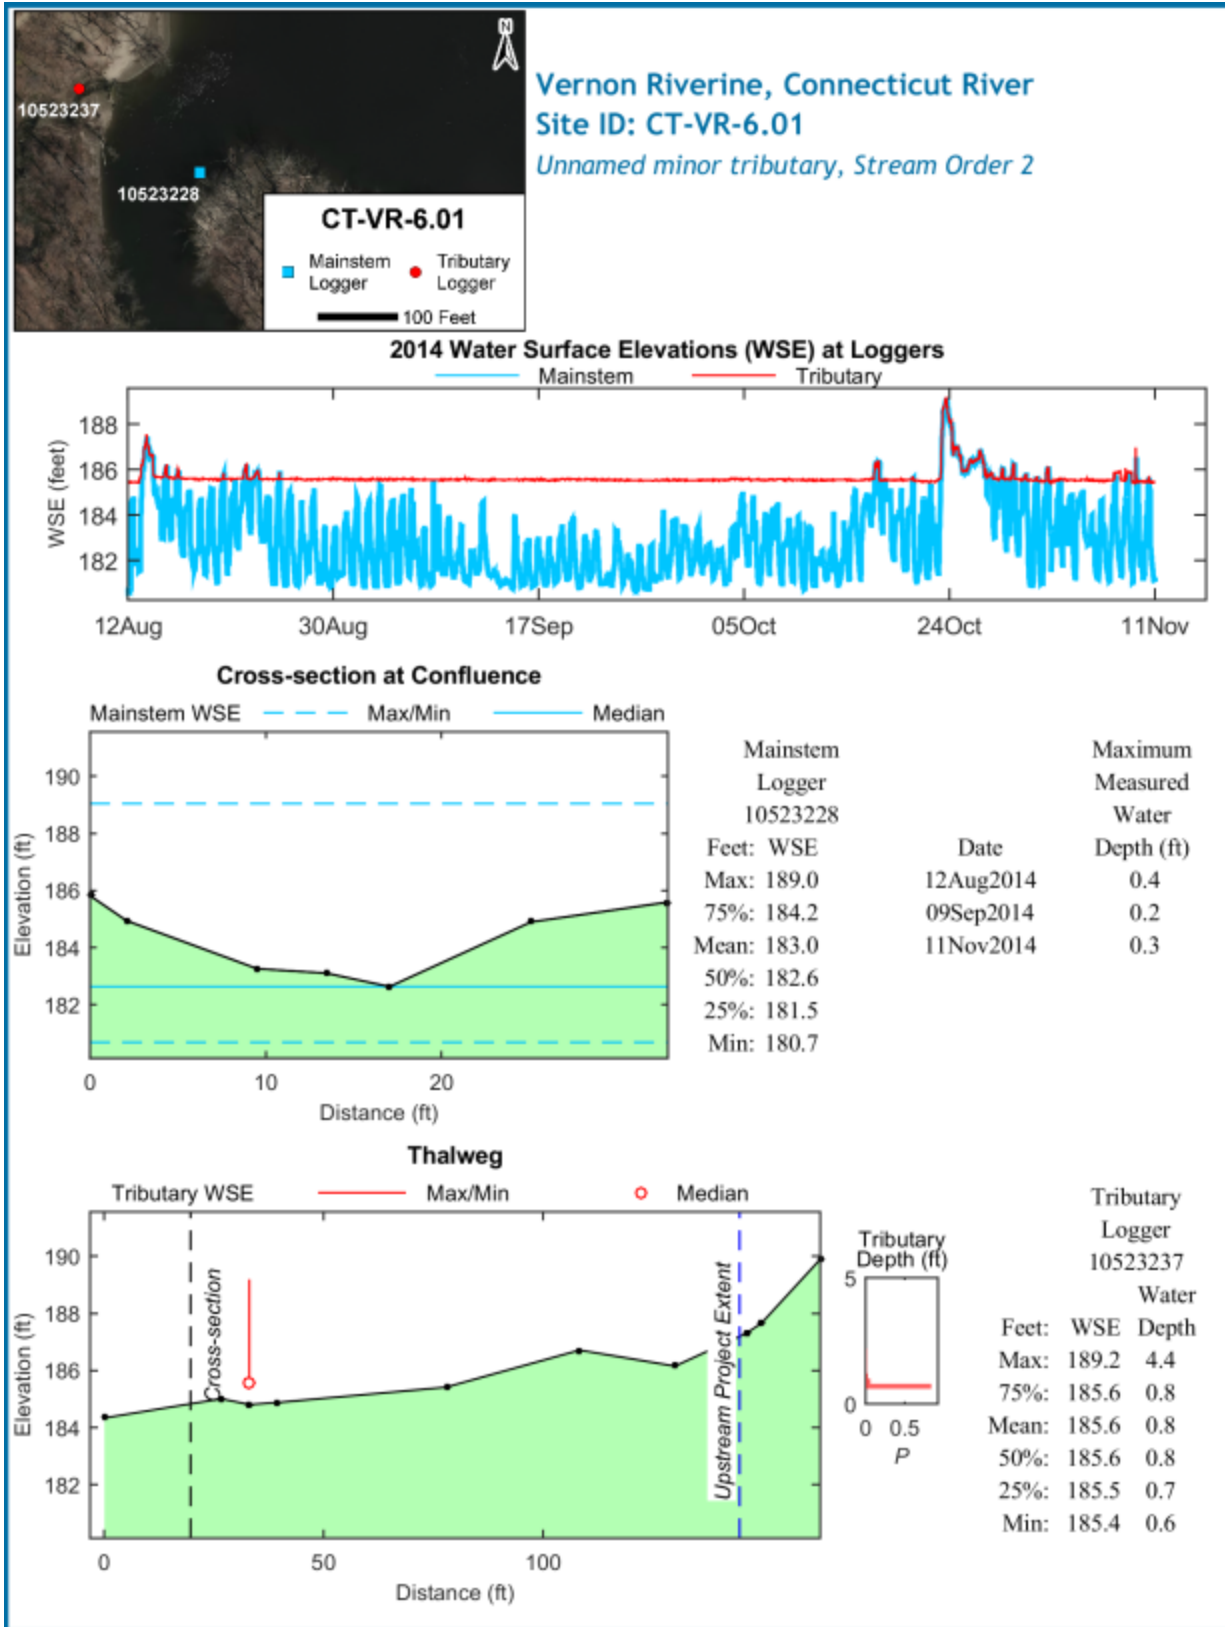 N
10523237
10523228
CT-VR-6.01
Mainstem Logger
Tributary Logger
100 Feet
Vernon Riverine, Connecticut River
Site ID: CT-VR-6.01
Unnamed minor tributary, Stream Order 2
2014 Water Surface Elevations (WSE) at Loggers
Mainstem Tributary
WSE (feet)
188
186
184
182
12Aug 30Aug 17Sep 05Oct 24Oct 11Nov
Cross-section at Confluence
Mainstem WSE Max/Min Median
Elevation (ft)
190
188
186
184
182
0 10 20
Distance (ft)
Mainstem
Logger
10523228
Feet: WSE
Max: 189.0
75%: 184.2
Mean: 183.0
50%: 182.6
25%: 181.5
Min: 180.7
Maximum
Measured
Water
Date Depth (ft)
12Aug2014 0.4
09Sep2014 0.2
11Nov2014 0.3
Thalweg
Tributary WSE Max/Min Median
Elevation (ft)
190
188
186
184
182
Cross-section
Upstream Project Extent
0 50 100
Distance (ft)
Tributary
Depth (ft)
5
0
0 0.5
P
Tributary
Logger
10523237
Water
Feet: WSE Depth
Max: 189.2 4.4
75%: 185.6 0.8
Mean: 185.6 0.8
50%: 185.6 0.8
25%: 185.5 0.7
Min: 185.4 0.6